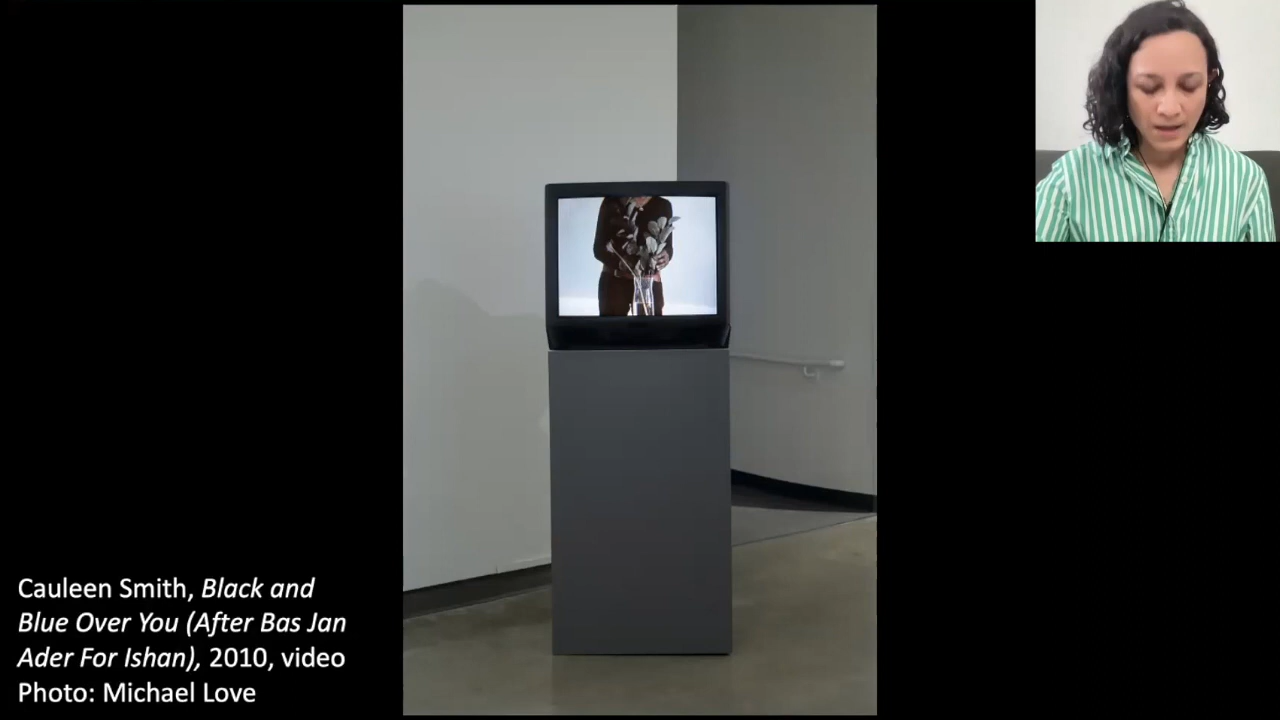 Cauleen Smith, Black and
Blue Over You (After Bas Jan
Ader For Ishan), 2010, video
Photo: Michael Love